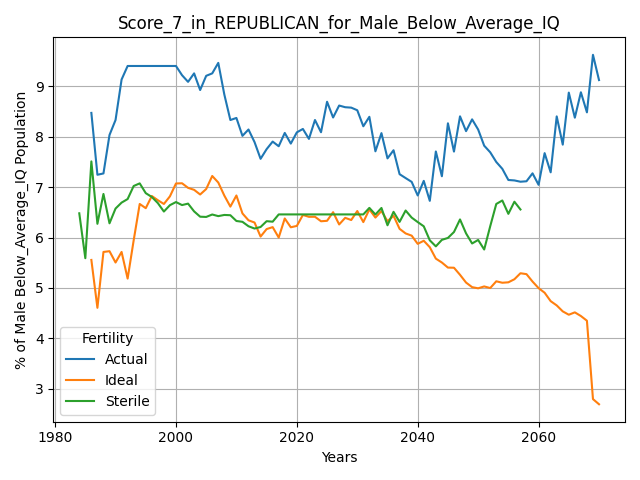 Score_7_in_REPUBLICAN_for_Male_Below_Average_IQ
% of Male Below_Average_IQ Population
9
8
7
6
5
4
3
Fertility
Actual
Ideal
Sterile
1980
2000
2020
2040
2060
Years